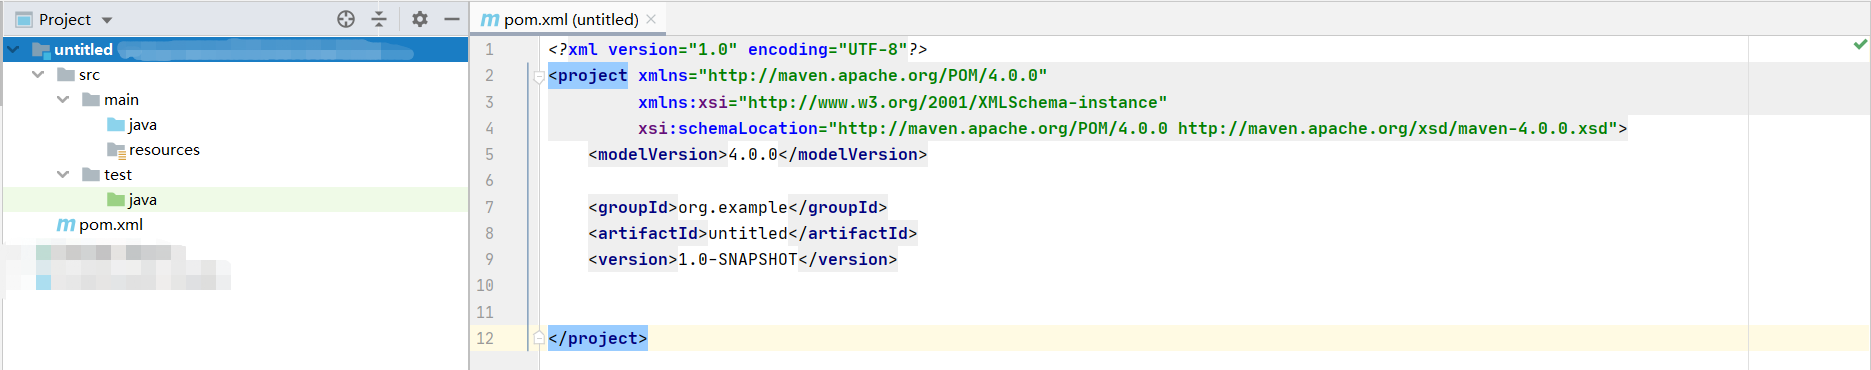 Project
untitled
src
main
java
resources
test
java
m pom.xml
m pom.xml (untitled)
1 <?xml version="1.0" encoding="UTF-8"?>
2 <project xmlns="http://maven.apache.org/POM/4.0.0"
3 xmlns:xsi="http://www.w3.org/2001/XMLSchema-instance"
4 xsi:schemaLocation="http://maven.apache.org/POM/4.0.0 http://maven.apache.org/xsd/maven-4.0.0.xsd">
5 <modelVersion>4.0.0</modelVersion>
6
7 <groupId>org.example</groupId>
8 <artifactId>untitled</artifactId>
9 <version>1.0-SNAPSHOT</version>
10
11
12 </project>